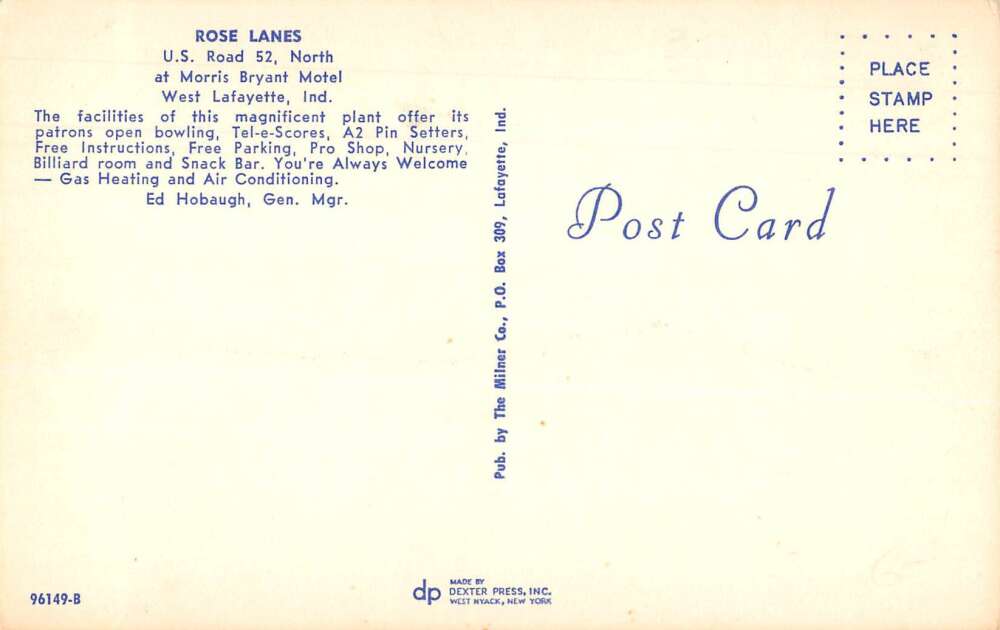 ROSE LANES
U.S. Road 52, North
at Morris Bryant Motel
West Lafayette, Ind.
The facilities of this magnificent plant offer its
patrons open bowling, Tel-e-Scores, A2 Pin Setters,
Free Instructions, Free Parking, Pro Shop, Nursery,
Billiard room and Snack Bar. You're Always Welcome
— Gas Heating and Air Conditioning.
Ed Hobaugh, Gen. Mgr.
Pub. by The Milner Co., P.O. Box 309, Lafayette, Ind.
PLACE
STAMP
HERE
Post Card
96149-B
dp
MADE BY
DEXTER PRESS, INC.
WEST NYACK, NEW YORK